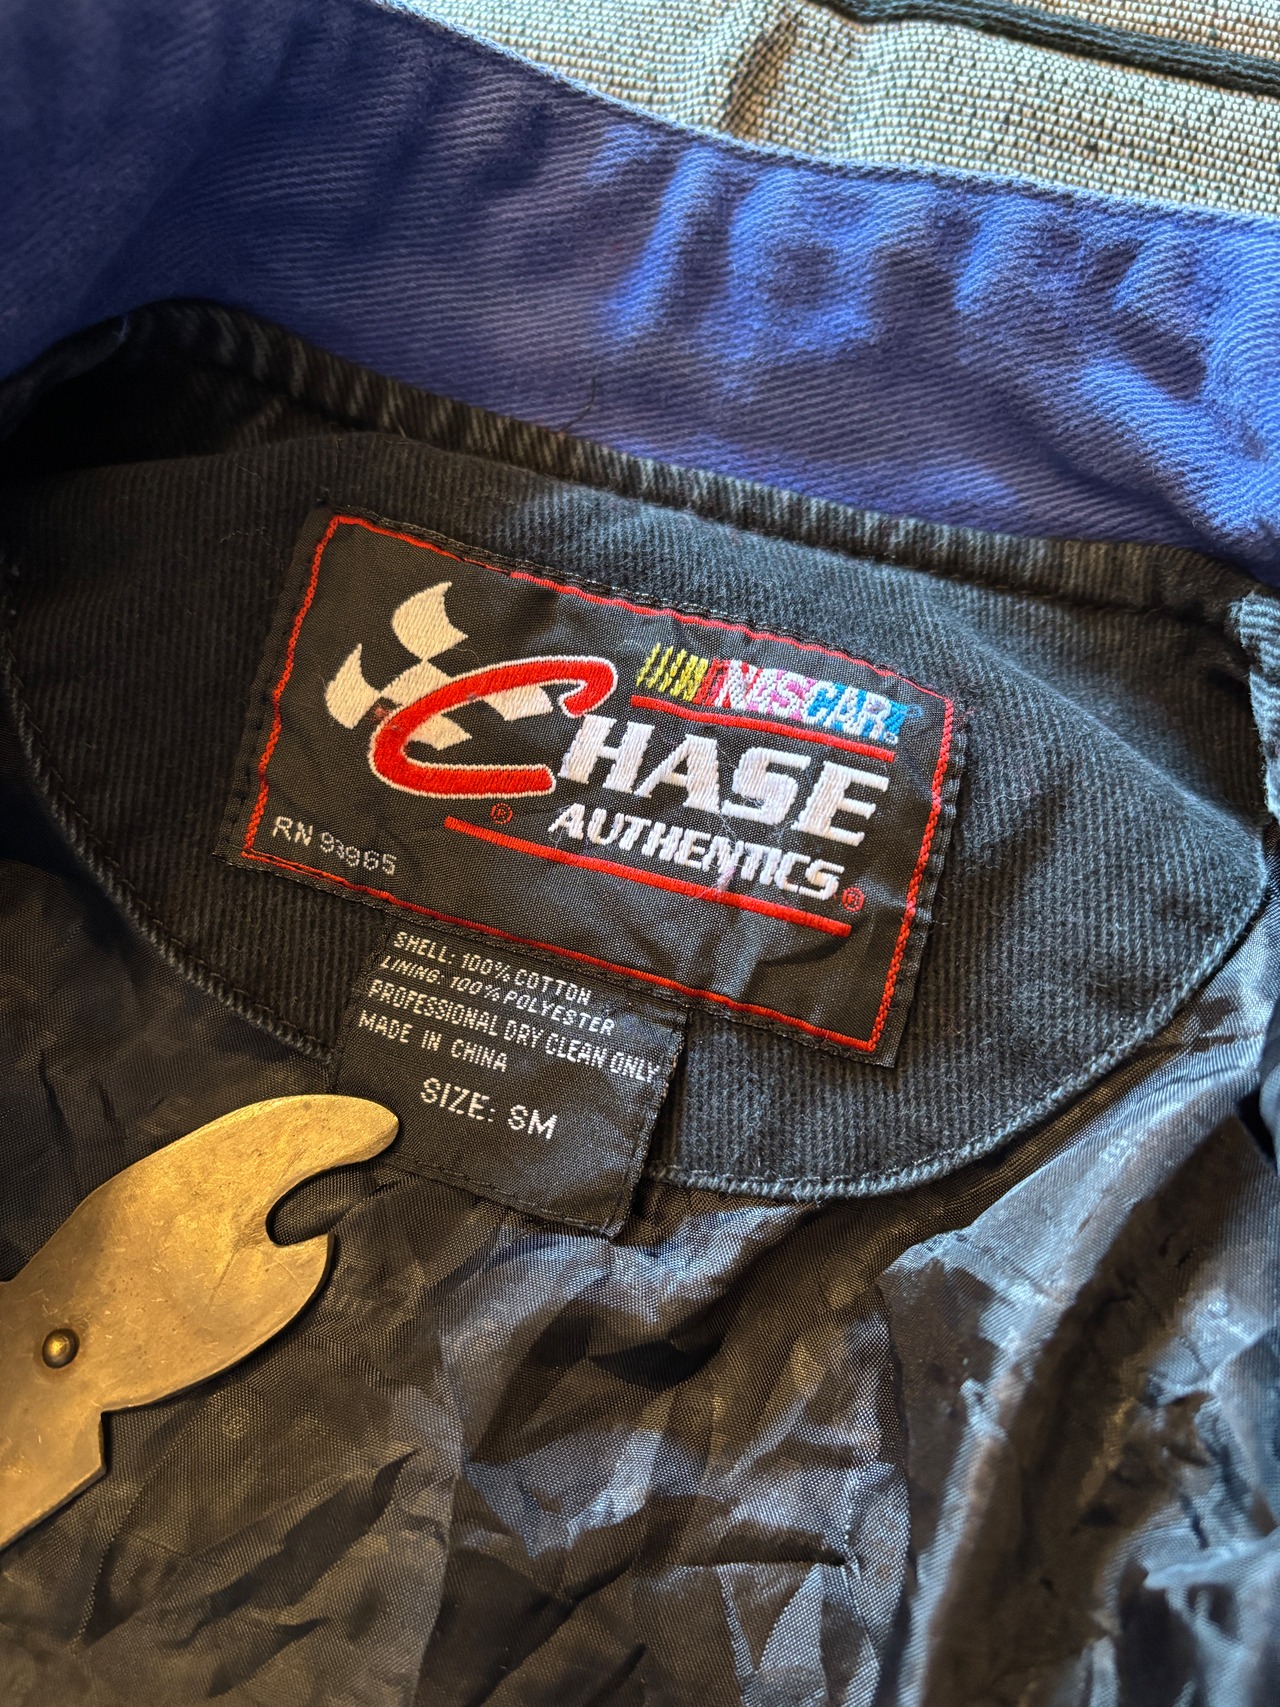 NASCAR
CHASE
AUTHENTICS®
®
RN 93965
SHELL: 100% COTTON
LINING: 100% POLYESTER
PROFESSIONAL DRY CLEAN ONLY
MADE IN CHINA
SIZE: SM